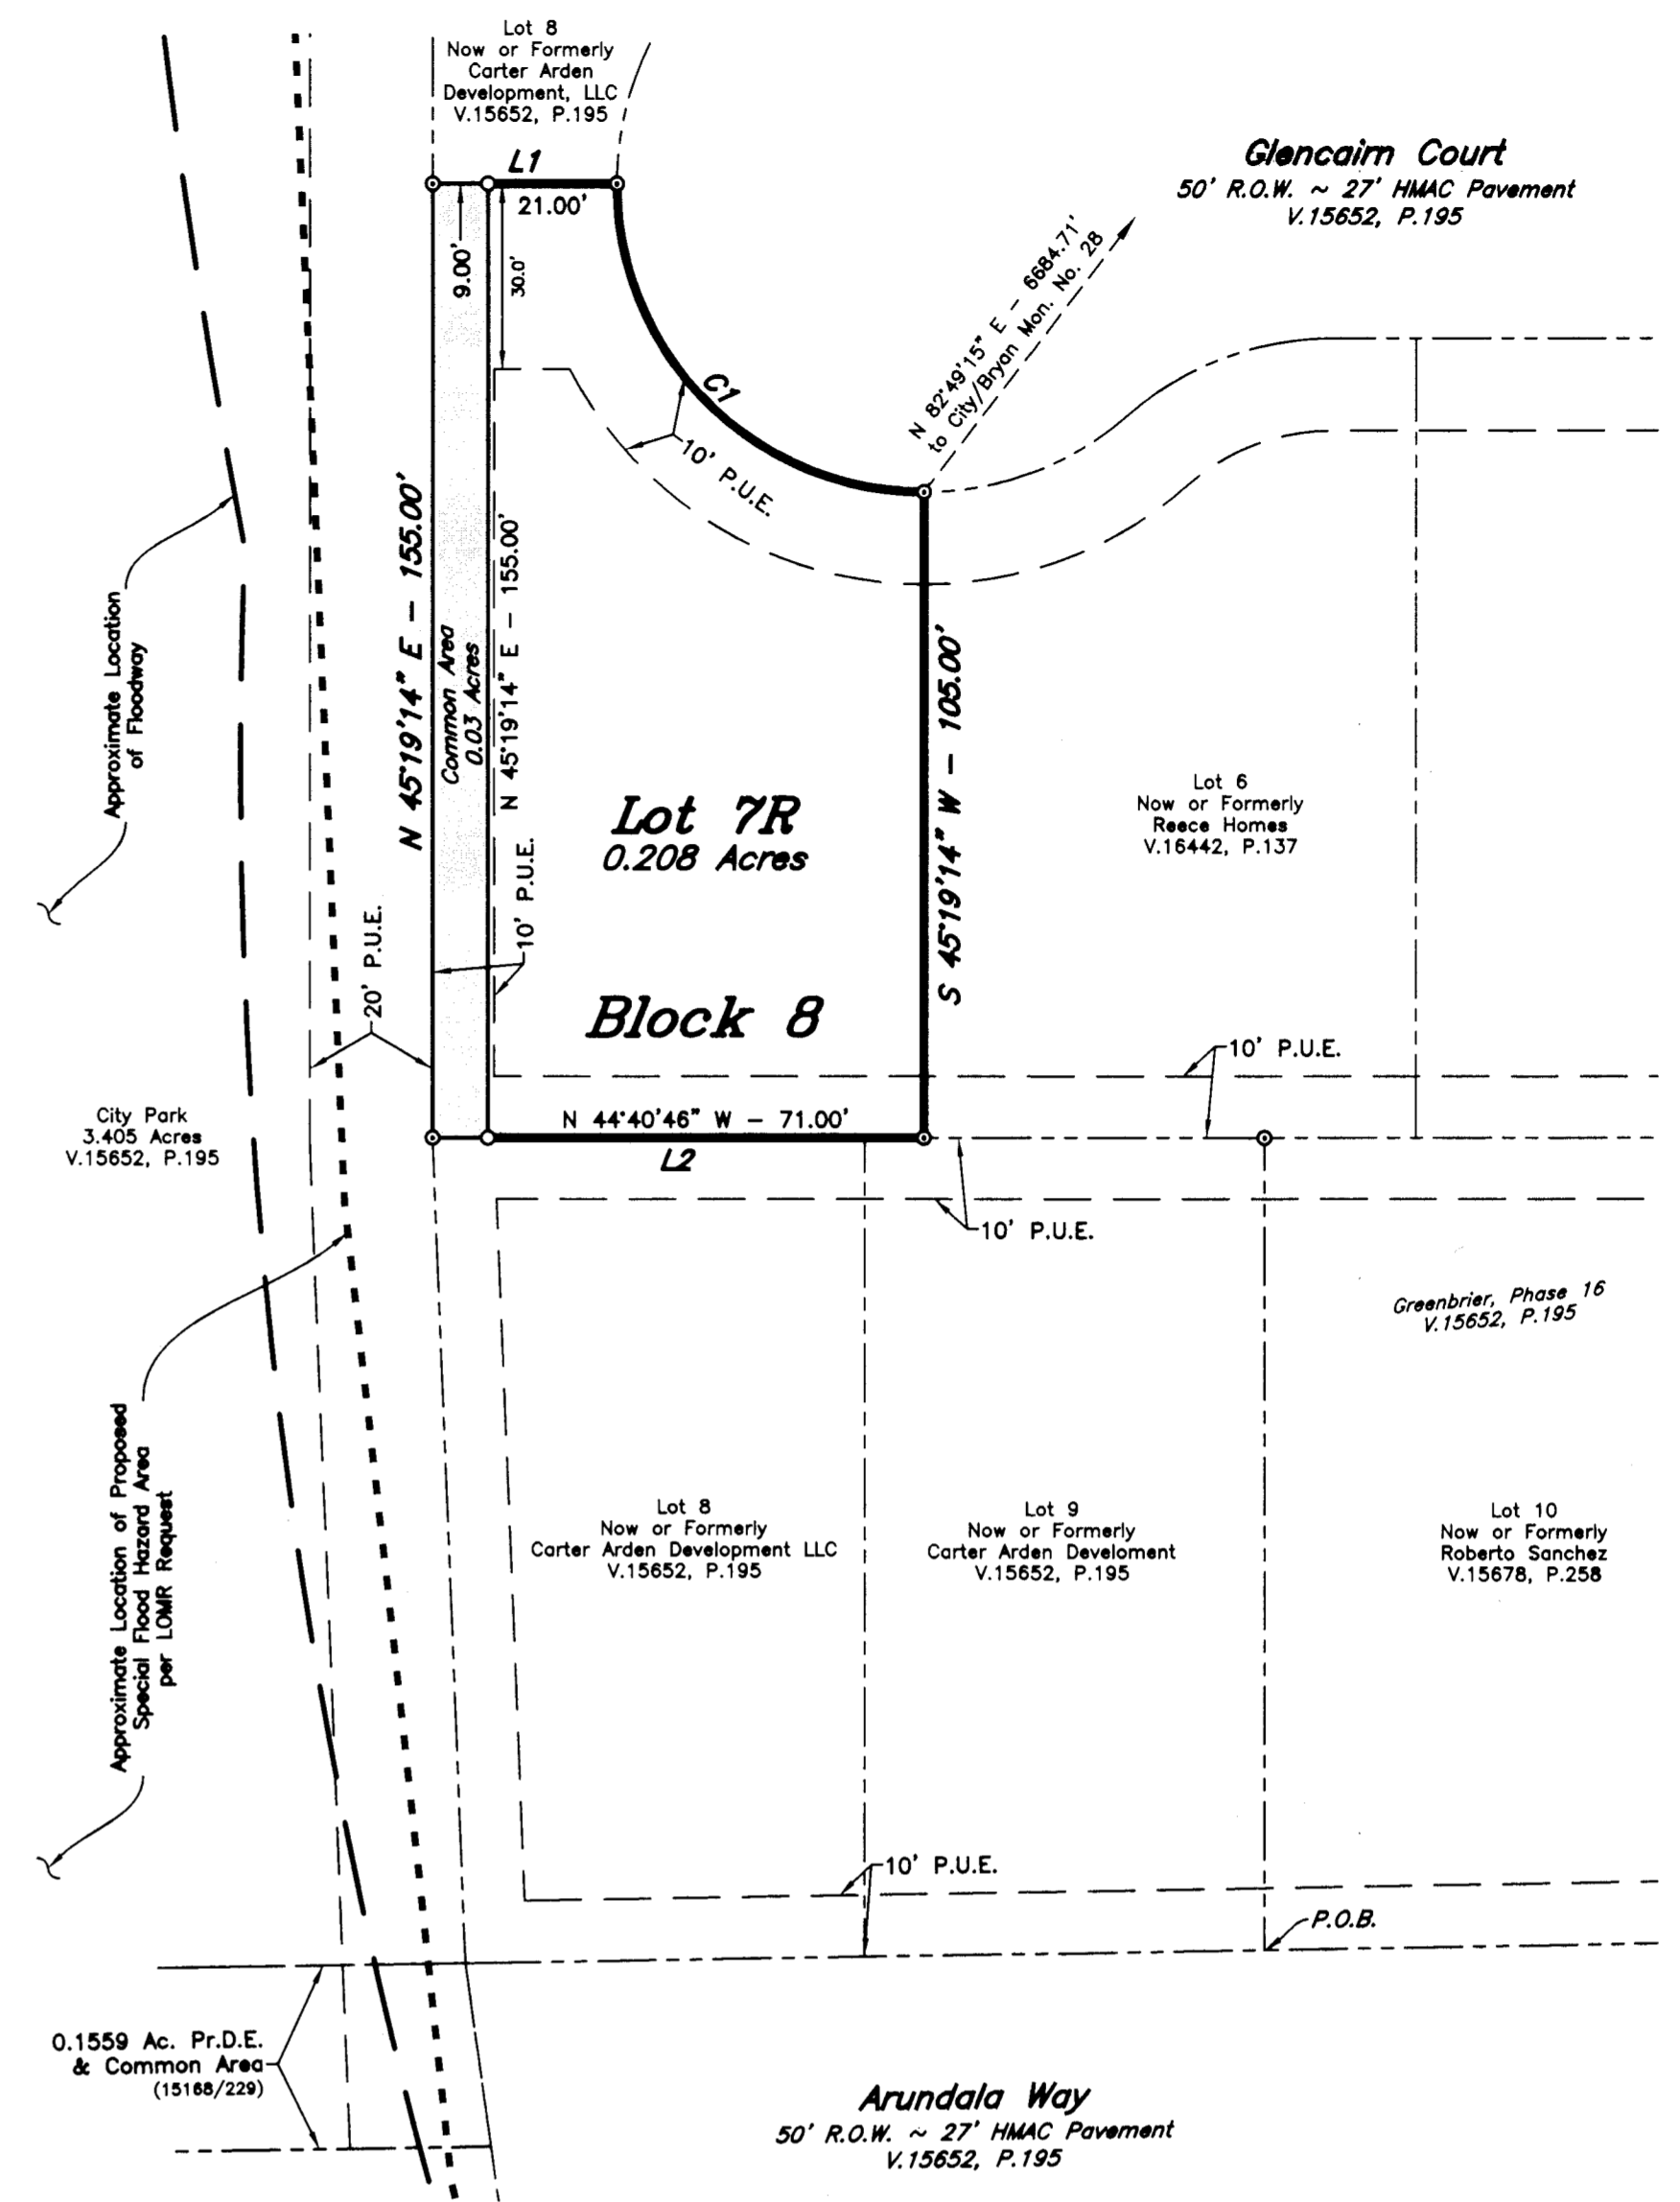 Lot 8
Now or Formerly
Carter Arden
Development, LLC
V.15652, P.195
L1
21.00'
9.00'
30.0'
Glencairn Court
50' R.O.W. ~ 27' HMAC Pavement
V.15652, P.195
N 82°49'15" E - 6684.71'
to City/Bryan Mon. No. 28
C1
10' P.U.E.
Approximate Location
of Floodway
N 45°19'14" E - 155.00'
Common Area
0.03 Acres
N 45°19'14" E - 155.00'
10' P.U.E.
Lot 7R
0.208 Acres
S 45°19'14" W - 105.00'
Lot 6
Now or Formerly
Reece Homes
V.16442, P.137
20' P.U.E.
Block 8
10' P.U.E.
City Park
3.405 Acres
V.15652, P.195
N 44°40'46" W - 71.00'
L2
10' P.U.E.
Greenbrier, Phase 16
V.15652, P.195
Approximate Location of Proposed
Special Flood Hazard Area
per LOMR Request
Lot 8
Now or Formerly
Carter Arden Development LLC
V.15652, P.195
Lot 9
Now or Formerly
Carter Arden Develoment
V.15652, P.195
Lot 10
Now or Formerly
Roberto Sanchez
V.15678, P.258
10' P.U.E.
P.O.B.
0.1559 Ac. Pr.D.E.
& Common Area
(15168/229)
Arundala Way
50' R.O.W. ~ 27' HMAC Pavement
V.15652, P.195